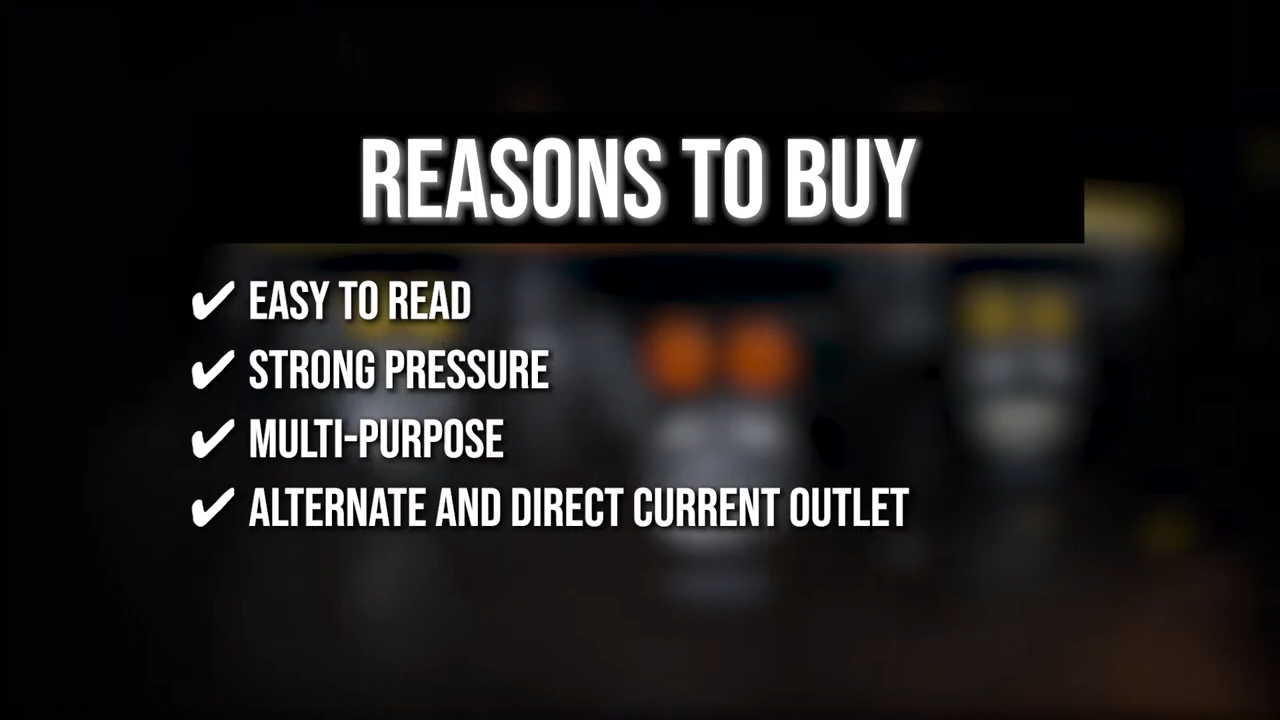 REASONS TO BUY
✔ EASY TO READ
✔ STRONG PRESSURE
✔ MULTI-PURPOSE
✔ ALTERNATE AND DIRECT CURRENT OUTLET